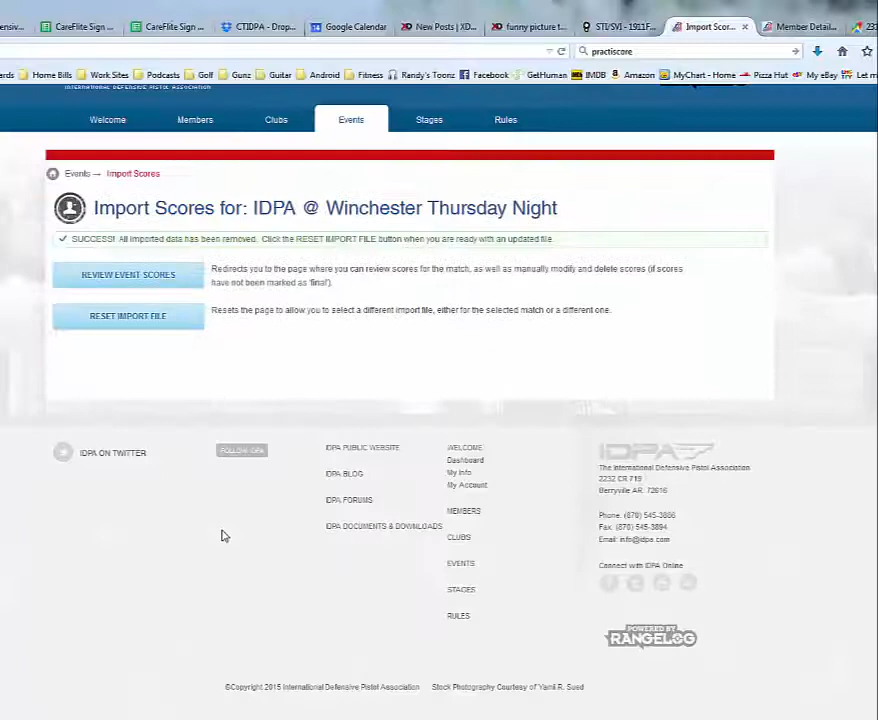 CareFlite Sign ...
CareFlite Sign ...
CTIDPA - Drop...
Google Calendar
New Posts | XD...
funny picture t...
STI/SVI - 1911F...
Import Scor...
Member Detail...
practiscore
Home Bills
Work Sites
Podcasts
Golf
Gunz
Guitar
Android
Fitness
Randy's Toonz
Facebook
GetHuman
IMDB
Amazon
MyChart - Home
Pizza Hut
My eBay
Let m
INTERNATIONAL DEFENSIVE PISTOL ASSOCIATION
Welcome
Members
Clubs
Events
Stages
Rules
Events → Import Scores
Import Scores for: IDPA @ Winchester Thursday Night
SUCCESS! All imported data has been removed. Click the RESET IMPORT FILE button when you are ready with an updated file.
REVIEW EVENT SCORES
Redirects you to the page where you can review scores for the match, as well as manually modify and delete scores (if scores
have not been marked as 'final').
RESET IMPORT FILE
Resets the page to allow you to select a different import file, either for the selected match or a different one.
IDPA ON TWITTER
FOLLOW IDPA
IDPA PUBLIC WEBSITE
IDPA BLOG
IDPA FORUMS
IDPA DOCUMENTS & DOWNLOADS
WELCOME
Dashboard
My Info
My Account
MEMBERS
CLUBS
EVENTS
STAGES
RULES
IDPA
The International Defensive Pistol Association
2232 CR 719
Berryville AR, 72616
Phone: (870) 545-3886
Fax: (870) 545-3894
Email: info@idpa.com
Connect with IDPA Online
POWERED BY
RANGELOG
©Copyright 2015 International Defensive Pistol Association
Stock Photography Courtesy of Yamil R. Sued